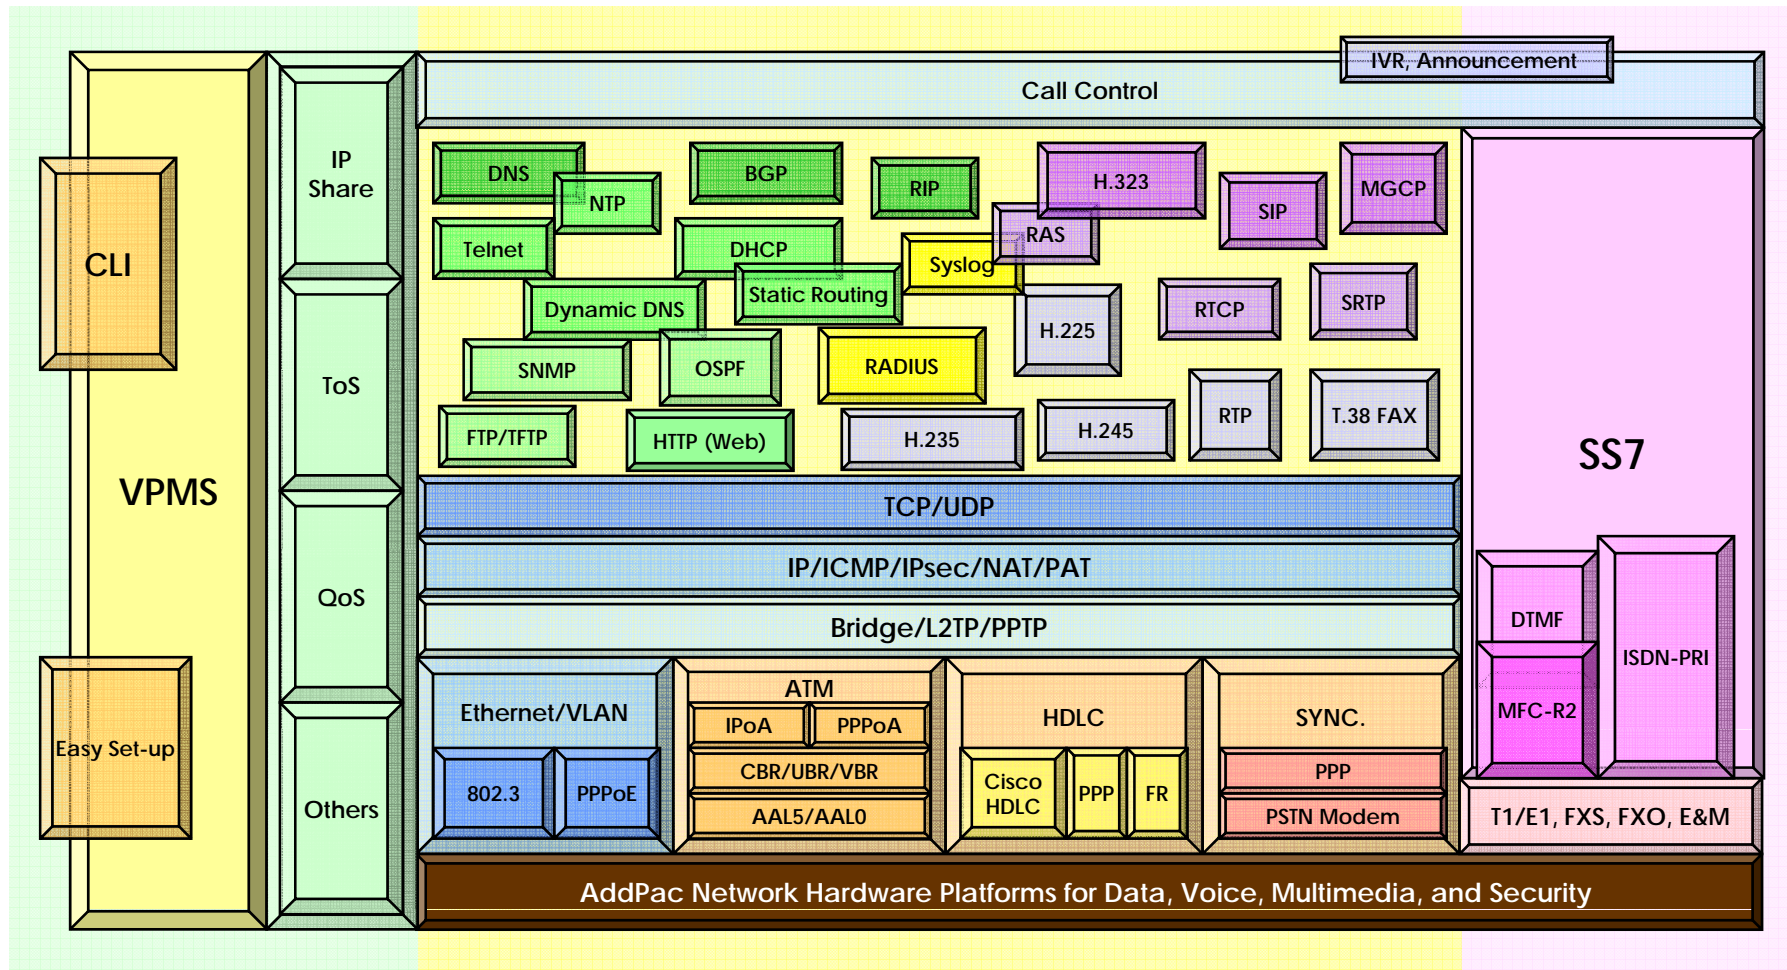 IVR, Announcement
Call Control
VPMS
CLI
Easy Set-up
IP
Share
ToS
QoS
Others
DNS
NTP
BGP
RIP
H.323
SIP
MGCP
Telnet
DHCP
Syslog
RAS
Dynamic DNS
Static Routing
H.225
RTCP
SRTP
SNMP
OSPF
RADIUS
RTP
T.38 FAX
FTP/TFTP
HTTP (Web)
H.235
H.245
TCP/UDP
IP/ICMP/IPsec/NAT/PAT
Bridge/L2TP/PPTP
Ethernet/VLAN
802.3
PPPoE
ATM
IPoA
PPPoA
CBR/UBR/VBR
AAL5/AAL0
HDLC
Cisco
HDLC
PPP
FR
SYNC.
PPP
PSTN Modem
SS7
DTMF
MFC-R2
ISDN-PRI
T1/E1, FXS, FXO, E&M
AddPac Network Hardware Platforms for Data, Voice, Multimedia, and Security